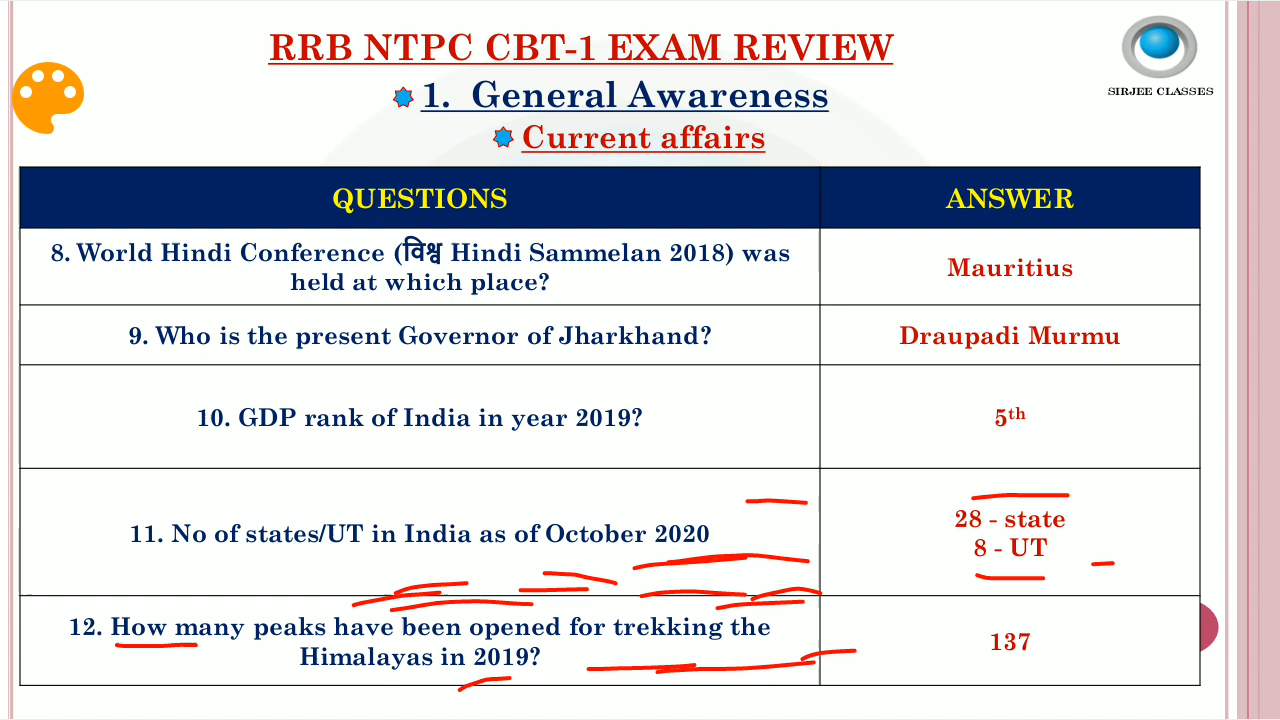 RRB NTPC CBT-1 EXAM REVIEW
SIRJEE CLASSES
1. General Awareness
Current affairs
QUESTIONS
ANSWER
8. World Hindi Conference (विश्व Hindi Sammelan 2018) was
held at which place?
Mauritius
9. Who is the present Governor of Jharkhand?
Draupadi Murmu
10. GDP rank of India in year 2019?
5th
11. No of states/UT in India as of October 2020
28 - state
8 - UT
12. How many peaks have been opened for trekking the
Himalayas in 2019?
137